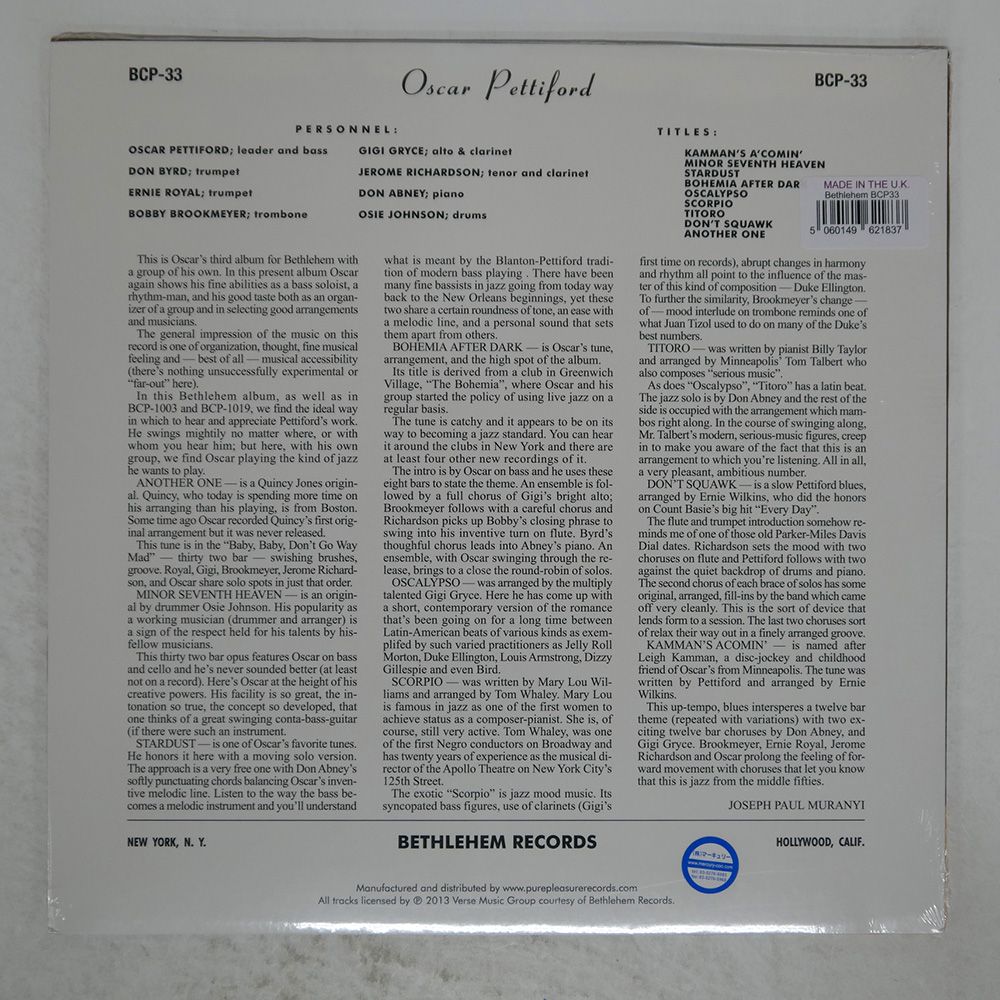 BCP-33
Oscar Pettiford
BCP-33
PERSONNEL:
OSCAR PETTIFORD; leader and bass
DON BYRD; trumpet
ERNIE ROYAL; trumpet
BOBBY BROOKMEYER; trombone
GIGI GRYCE; alto & clarinet
JEROME RICHARDSON; tenor and clarinet
DON ABNEY; piano
OSIE JOHNSON; drums
TITLES:
KAMMAN'S A'COMIN'
MINOR SEVENTH HEAVEN
STARDUST
BOHEMIA AFTER DAR
OSCALYPSO
SCORPIO
TITORO
DON'T SQUAWK
ANOTHER ONE
MADE IN THE U.K.
Bethlehem BCP33
5 060149 621837
This is Oscar's third album for Bethlehem with
a group of his own. In this present album Oscar
again shows his fine abilities as a bass soloist, a
rhythm-man, and his good taste both as an organ-
izer of a group and in selecting good arrangements
and musicians.
The general impression of the music on this
record is one of organization, thought, fine musical
feeling and — best of all — musical accessibility
(there's nothing unsuccessfully experimental or
"far-out" here).
In this Bethlehem album, as well as in
BCP-1003 and BCP-1019, we find the ideal way
in which to hear and appreciate Pettiford's work.
He swings mightily no matter where, or with
whom you hear him; but here, with his own
group, we find Oscar playing the kind of jazz
he wants to play.
ANOTHER ONE — is a Quincy Jones origin-
al. Quincy, who today is spending more time on
his arranging than his playing, is from Boston.
Some time ago Oscar recorded Quincy's first orig-
inal arrangement but it was never released.
This tune is in the "Baby, Baby, Don't Go Way
Mad" — thirty two bar — swishing brushes,
groove. Royal, Gigi, Brookmeyer, Jerome Richard-
son, and Oscar share solo spots in just that order.
MINOR SEVENTH HEAVEN — is an origin-
al by drummer Osie Johnson. His popularity as
a working musician (drummer and arranger) is
a sign of the respect held for his talents by his-
fellow musicians.
This thirty two bar opus features Oscar on bass
and cello and he's never sounded better (at least
not on a record). Here's Oscar at the height of his
creative powers. His facility is so great, the in-
tonation so true, the concept so developed, that
one thinks of a great swinging conta-bass-guitar
(if there were such an instrument.
STARDUST — is one of Oscar's favorite tunes.
He honors it here with a moving solo version.
The approach is a very free one with Don Abney's
softly punctuating chords balancing Oscar's inven-
tive melodic line. Listen to the way the bass be-
comes a melodic instrument and you'll understand
what is meant by the Blanton-Pettiford tradi-
tion of modern bass playing . There have been
many fine bassists in jazz going from today way
back to the New Orleans beginnings, yet these
two share a certain roundness of tone, an ease with
a melodic line, and a personal sound that sets
them apart from others.
BOHEMIA AFTER DARK — is Oscar's tune,
arrangement, and the high spot of the album.
Its title is derived from a club in Greenwich
Village, "The Bohemia", where Oscar and his
group started the policy of using live jazz on a
regular basis.
The tune is catchy and it appears to be on its
way to becoming a jazz standard. You can hear
it around the clubs in New York and there are
at least four other new recordings of it.
The intro is by Oscar on bass and he uses these
eight bars to state the theme. An ensemble is fol-
lowed by a full chorus of Gigi's bright alto;
Brookmeyer follows with a careful chorus and
Richardson picks up Bobby's closing phrase to
swing into his inventive turn on flute. Byrd's
thoughtful chorus leads into Abney's piano. An
ensemble, with Oscar swinging through the re-
lease, brings to a close the round-robin of solos.
OSCALYPSO — was arranged by the multiply
talented Gigi Gryce. Here he has come up with
a short, contemporary version of the romance
that's been going on for a long time between
Latin-American beats of various kinds as exem-
plifed by such varied practitioners as Jelly Roll
Morton, Duke Ellington, Louis Armstrong, Dizzy
Gillespie and even Bird.
SCORPIO — was written by Mary Lou Wil-
liams and arranged by Tom Whaley. Mary Lou
is famous in jazz as one of the first women to
achieve status as a composer-pianist. She is, of
course, still very active. Tom Whaley, was one
of the first Negro conductors on Broadway and
has twenty years of experience as the musical di-
rector of the Apollo Theatre on New York City's
125th Street.
The exotic "Scorpio" is jazz mood music. Its
syncopated bass figures, use of clarinets (Gigi's
first time on records), abrupt changes in harmony
and rhythm all point to the influence of the mas-
ter of this kind of composition — Duke Ellington.
To further the similarity, Brookmeyer's change —
of — mood interlude on trombone reminds one of
what Juan Tizol used to do on many of the Duke's
best numbers.
TITORO — was written by pianist Billy Taylor
and arranged by Minneapolis' Tom Talbert who
also composes "serious music".
As does "Oscalypso", "Titoro" has a latin beat.
The jazz solo is by Don Abney and the rest of the
side is occupied with the arrangement which mam-
bos right along. In the course of swinging along,
Mr. Talbert's modern, serious-music figures, creep
in to make you aware of the fact that this is an
arrangement to which you're listening. All in all,
a very pleasant, ambitious number.
DON'T SQUAWK — is a slow Pettiford blues,
arranged by Ernie Wilkins, who did the honors
on Count Basie's big hit "Every Day".
The flute and trumpet introduction somehow re-
minds me of one of those old Parker-Miles Davis
Dial dates. Richardson sets the mood with two
choruses on flute and Pettiford follows with two
against the quiet backdrop of drums and piano.
The second chorus of each brace of solos has some
original, arranged, fill-ins by the band which came
off very cleanly. This is the sort of device that
lends form to a session. The last two choruses sort
of relax their way out in a finely arranged groove.
KAMMAN'S ACOMIN' — is named after
Leigh Kamman, a disc-jockey and childhood
friend of Oscar's from Minneapolis. The tune was
written by Pettiford and arranged by Ernie
Wilkins.
This up-tempo, blues intersperes a twelve bar
theme (repeated with variations) with two ex-
citing twelve bar choruses by Don Abney, and
Gigi Gryce. Brookmeyer, Ernie Royal, Jerome
Richardson and Oscar prolong the feeling of for-
ward movement with choruses that let you know
that this is jazz from the middle fifties.
JOSEPH PAUL MURANYI
NEW YORK, N. Y.
BETHLEHEM RECORDS
HOLLYWOOD, CALIF.
(株)マーキュリー
Manufactured and distributed by www.purepleasurerecords.com
All tracks licensed by ℗ 2013 Verse Music Group courtesy of Bethlehem Records.